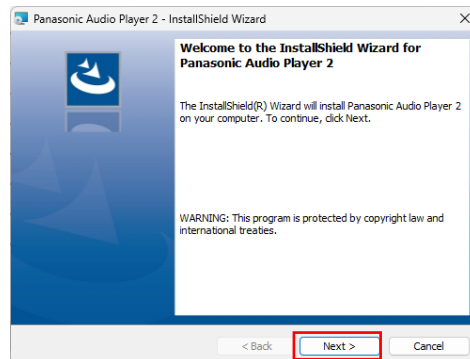 Panasonic Audio Player 2 - InstallShield Wizard
Welcome to the InstallShield Wizard for
Panasonic Audio Player 2
The InstallShield(R) Wizard will install Panasonic Audio Player 2
on your computer. To continue, click Next.
WARNING: This program is protected by copyright law and
international treaties.
< Back Next > Cancel